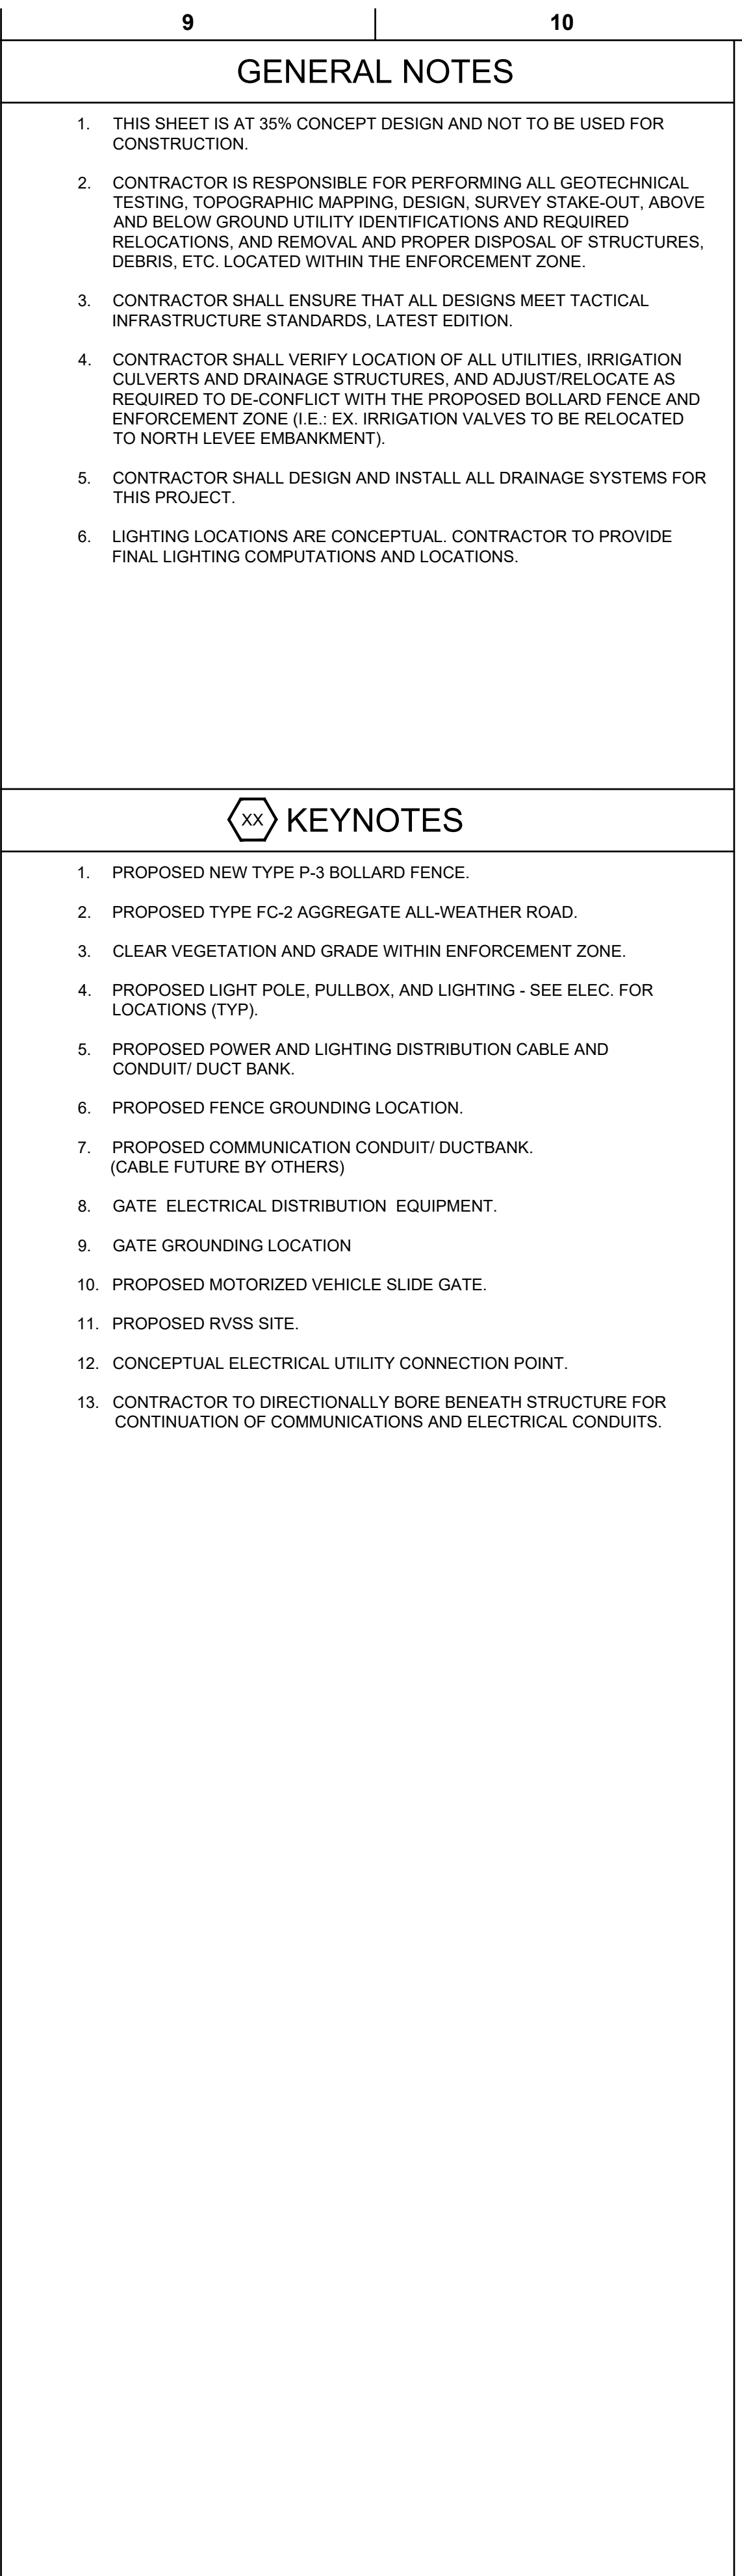 9 10
GENERAL NOTES
1. THIS SHEET IS AT 35% CONCEPT DESIGN AND NOT TO BE USED FOR
CONSTRUCTION.
2. CONTRACTOR IS RESPONSIBLE FOR PERFORMING ALL GEOTECHNICAL
TESTING, TOPOGRAPHIC MAPPING, DESIGN, SURVEY STAKE-OUT, ABOVE
AND BELOW GROUND UTILITY IDENTIFICATIONS AND REQUIRED
RELOCATIONS, AND REMOVAL AND PROPER DISPOSAL OF STRUCTURES,
DEBRIS, ETC. LOCATED WITHIN THE ENFORCEMENT ZONE.
3. CONTRACTOR SHALL ENSURE THAT ALL DESIGNS MEET TACTICAL
INFRASTRUCTURE STANDARDS, LATEST EDITION.
4. CONTRACTOR SHALL VERIFY LOCATION OF ALL UTILITIES, IRRIGATION
CULVERTS AND DRAINAGE STRUCTURES, AND ADJUST/RELOCATE AS
REQUIRED TO DE-CONFLICT WITH THE PROPOSED BOLLARD FENCE AND
ENFORCEMENT ZONE (I.E.: EX. IRRIGATION VALVES TO BE RELOCATED
TO NORTH LEVEE EMBANKMENT).
5. CONTRACTOR SHALL DESIGN AND INSTALL ALL DRAINAGE SYSTEMS FOR
THIS PROJECT.
6. LIGHTING LOCATIONS ARE CONCEPTUAL. CONTRACTOR TO PROVIDE
FINAL LIGHTING COMPUTATIONS AND LOCATIONS.
XX KEYNOTES
1. PROPOSED NEW TYPE P-3 BOLLARD FENCE.
2. PROPOSED TYPE FC-2 AGGREGATE ALL-WEATHER ROAD.
3. CLEAR VEGETATION AND GRADE WITHIN ENFORCEMENT ZONE.
4. PROPOSED LIGHT POLE, PULLBOX, AND LIGHTING - SEE ELEC. FOR
LOCATIONS (TYP).
5. PROPOSED POWER AND LIGHTING DISTRIBUTION CABLE AND
CONDUIT/ DUCT BANK.
6. PROPOSED FENCE GROUNDING LOCATION.
7. PROPOSED COMMUNICATION CONDUIT/ DUCTBANK.
(CABLE FUTURE BY OTHERS)
8. GATE ELECTRICAL DISTRIBUTION EQUIPMENT.
9. GATE GROUNDING LOCATION
10. PROPOSED MOTORIZED VEHICLE SLIDE GATE.
11. PROPOSED RVSS SITE.
12. CONCEPTUAL ELECTRICAL UTILITY CONNECTION POINT.
13. CONTRACTOR TO DIRECTIONALLY BORE BENEATH STRUCTURE FOR
CONTINUATION OF COMMUNICATIONS AND ELECTRICAL CONDUITS.